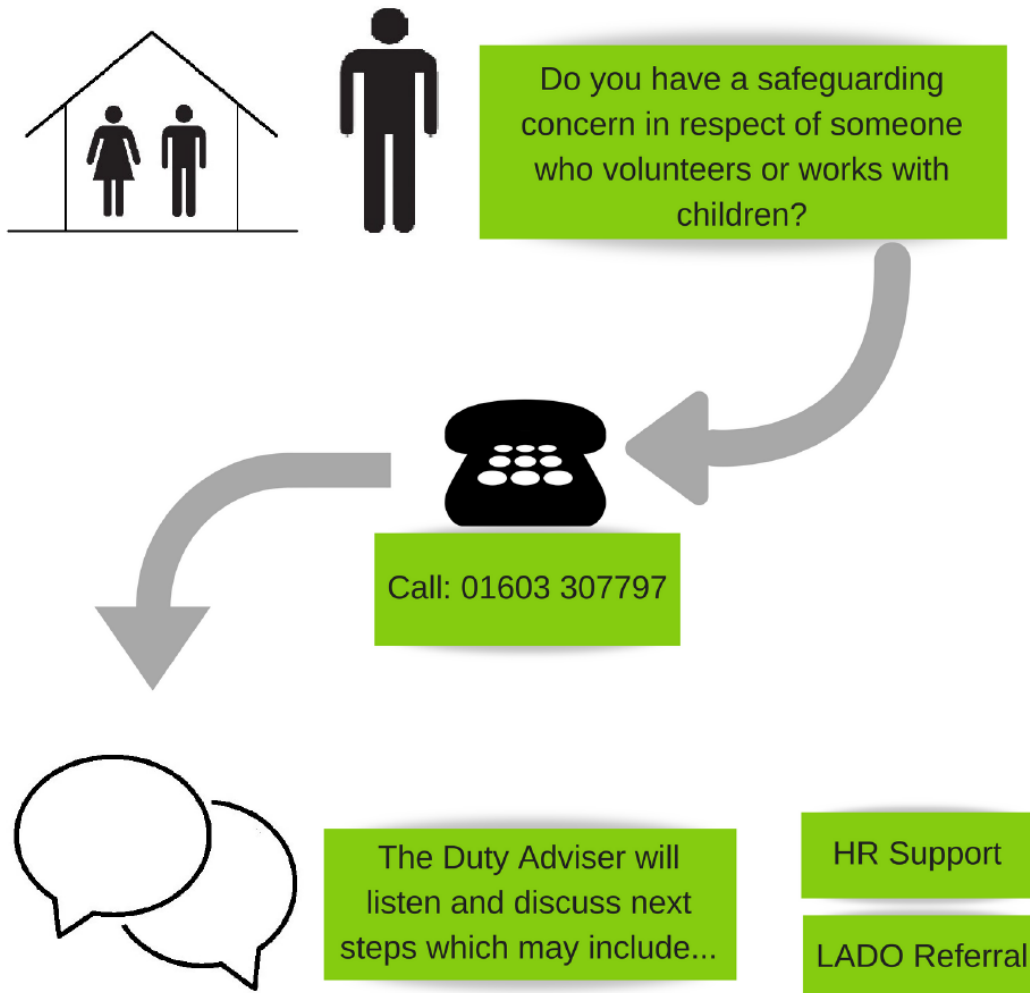 Do you have a safeguarding
concern in respect of someone
who volunteers or works with
children?
Call: 01603 307797
The Duty Adviser will
listen and discuss next
steps which may include...
HR Support
LADO Referral